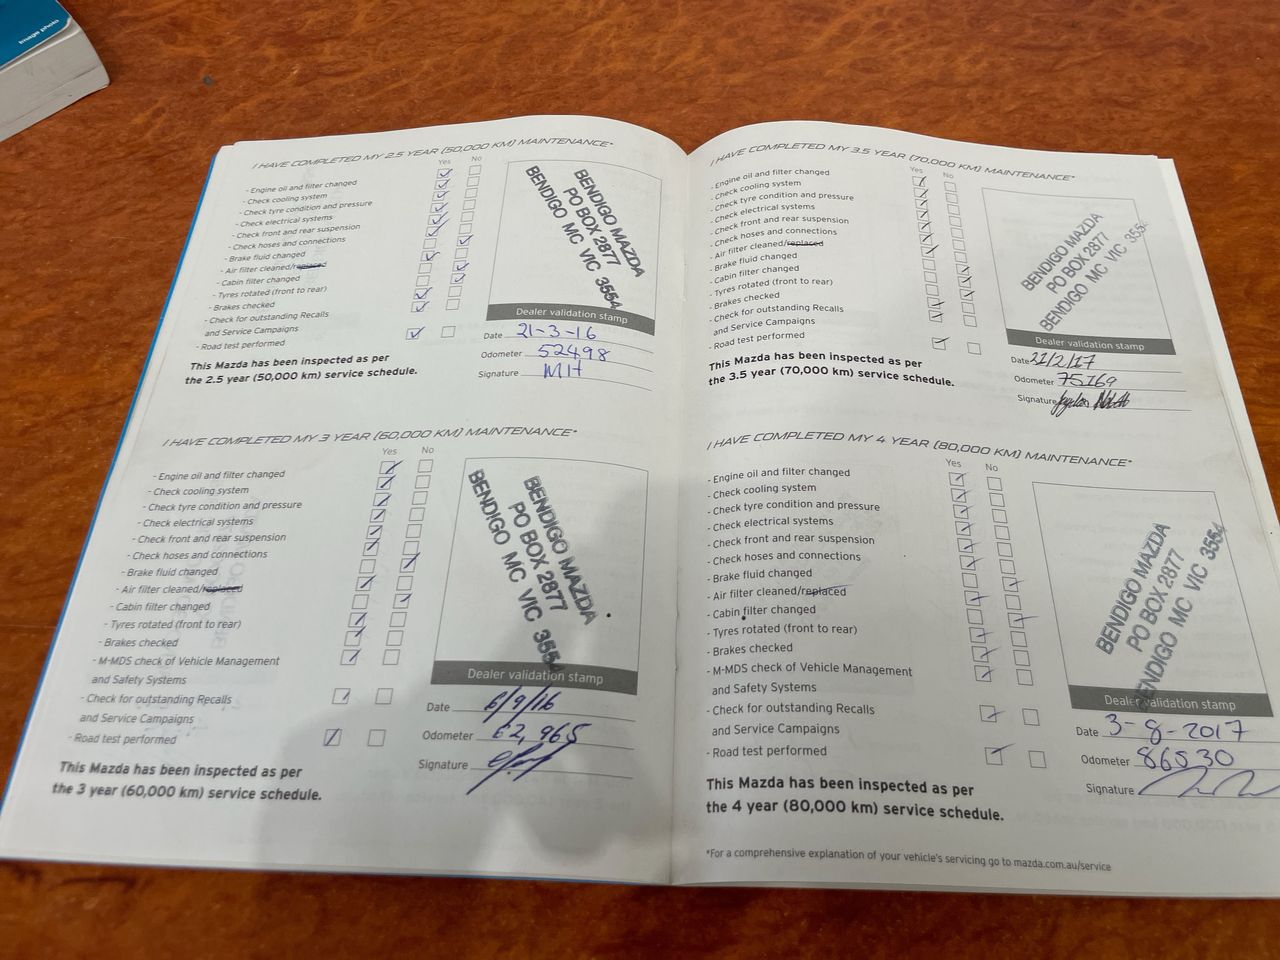 Image photo
I HAVE COMPLETED MY 2.5 YEAR (50,000 KM) MAINTENANCE*
Yes No
- Engine oil and filter changed
- Check cooling system
- Check tyre condition and pressure
- Check electrical systems
- Check front and rear suspension
- Check hoses and connections
- Brake fluid changed
- Air filter cleaned/replaced
- Cabin filter changed
- Tyres rotated (front to rear)
- Brakes checked
- Check for outstanding Recalls
and Service Campaigns
- Road test performed
This Mazda has been inspected as per
the 2.5 year (50,000 km) service schedule.
BENDIGO MAZDA
PO BOX 2877
BENDIGO MC VIC 3554
Dealer validation stamp
Date 21-3-16
Odometer 52498
Signature MH
I HAVE COMPLETED MY 3 YEAR (60,000 KM) MAINTENANCE*
Yes No
- Engine oil and filter changed
- Check cooling system
- Check tyre condition and pressure
- Check electrical systems
- Check front and rear suspension
- Check hoses and connections
- Brake fluid changed
- Air filter cleaned/replaced
- Cabin filter changed
- Tyres rotated (front to rear)
- Brakes checked
- M-MDS check of Vehicle Management
and Safety Systems
- Check for outstanding Recalls
and Service Campaigns
- Road test performed
This Mazda has been inspected as per
the 3 year (60,000 km) service schedule.
BENDIGO MAZDA
PO BOX 2877
BENDIGO MC VIC 3554
Dealer validation stamp
Date 6/9/16
Odometer 62,965
Signature
I HAVE COMPLETED MY 3.5 YEAR (70,000 KM) MAINTENANCE*
Yes No
- Engine oil and filter changed
- Check cooling system
- Check tyre condition and pressure
- Check electrical systems
- Check front and rear suspension
- Check hoses and connections
- Air filter cleaned/replaced
- Brake fluid changed
- Cabin filter changed
- Tyres rotated (front to rear)
- Brakes checked
- Check for outstanding Recalls
and Service Campaigns
- Road test performed
This Mazda has been inspected as per
the 3.5 year (70,000 km) service schedule.
BENDIGO MAZDA
PO BOX 2877
BENDIGO MC VIC 3554
Dealer validation stamp
Date 21/2/17
Odometer 75169
Signature
I HAVE COMPLETED MY 4 YEAR (80,000 KM) MAINTENANCE*
Yes No
- Engine oil and filter changed
- Check cooling system
- Check tyre condition and pressure
- Check electrical systems
- Check front and rear suspension
- Check hoses and connections
- Brake fluid changed
- Air filter cleaned/replaced
- Cabin filter changed
- Tyres rotated (front to rear)
- Brakes checked
- M-MDS check of Vehicle Management
and Safety Systems
- Check for outstanding Recalls
and Service Campaigns
- Road test performed
This Mazda has been inspected as per
the 4 year (80,000 km) service schedule.
BENDIGO MAZDA
PO BOX 2877
BENDIGO MC VIC 3554
Dealer validation stamp
Date 3-8-2017
Odometer 86530
Signature
*For a comprehensive explanation of your vehicle's servicing go to mazda.com.au/service